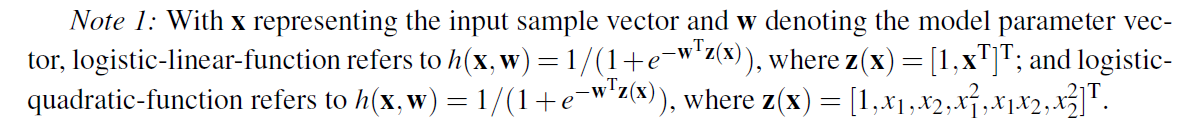 Note 1: With x representing the input sample vector and w denoting the model parameter vec-
tor, logistic-linear-function refers to h(x, w) = 1/(1+e^{−w^T z(x)}), where z(x) = [1, x^T]^T; and logistic-
quadratic-function refers to h(x, w) = 1/(1+e^{−w^T z(x)}), where z(x) = [1, x_1, x_2, x_1^2, x_1x_2, x_2^2]^T.